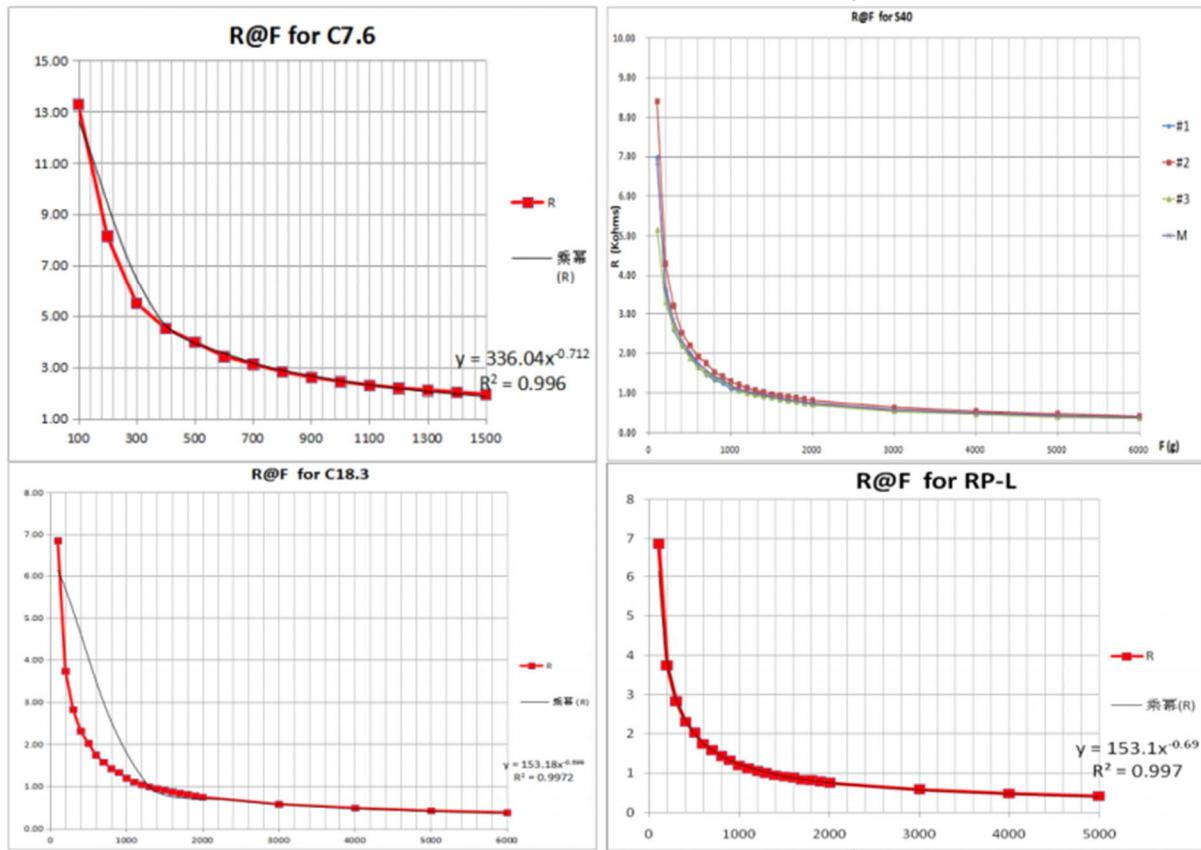 R@F for C7.6
15.00
13.00
11.00
9.00
7.00
5.00
3.00
1.00
100 300 500 700 900 1100 1300 1500
R
乘幂
(R)
y = 336.04x-0.712
R² = 0.996
R@F for S40
10.00
9.00
8.00
7.00
6.00
5.00
4.00
3.00
2.00
1.00
0.00
R (Kohms)
0 1000 2000 3000 4000 5000 6000
F (g)
#1
#2
#3
M
R@F for C18.3
8.00
7.00
6.00
5.00
4.00
3.00
2.00
1.00
0.00
0 1000 2000 3000 4000 5000 6000
R
乘幂 (R)
y = 153.18x-0.699
R² = 0.9972
R@F for RP-L
8
7
6
5
4
3
2
1
0
0 1000 2000 3000 4000 5000
R
乘幂(R)
y = 153.1x-0.69
R² = 0.997